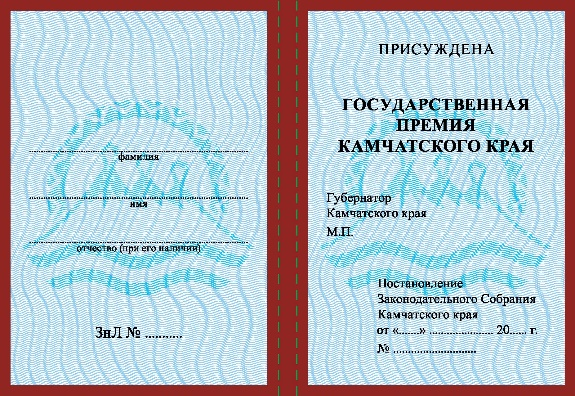 фамилия
имя
отчество (при его наличии)
ЗнЛ № ...........
ПРИСУЖДЕНА
ГОСУДАРСТВЕННАЯ
ПРЕМИЯ
КАМЧАТСКОГО КРАЯ
Губернатор
Камчатского края
М.П.
Постановление
Законодательного Собрания
Камчатского края
от «......» ................... 20..... г.
№ .........................